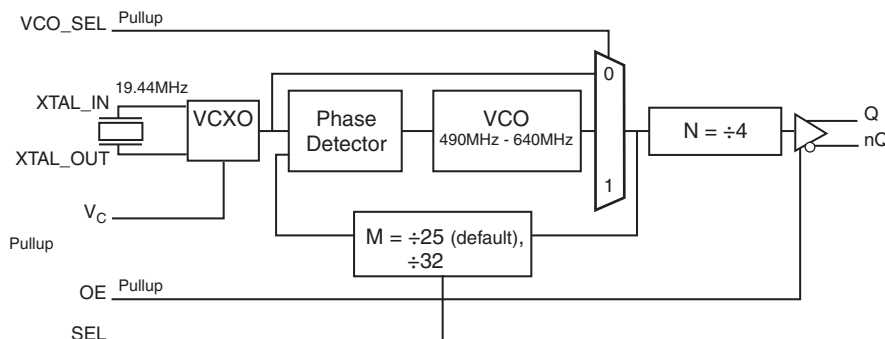 VCO_SEL Pullup
0
XTAL_IN 19.44MHz
VCXO
Phase
Detector
VCO
490MHz - 640MHz
N = ÷4
Q
nQ
XTAL_OUT
1
VC
M = ÷25 (default),
÷32
Pullup
OE Pullup
SEL